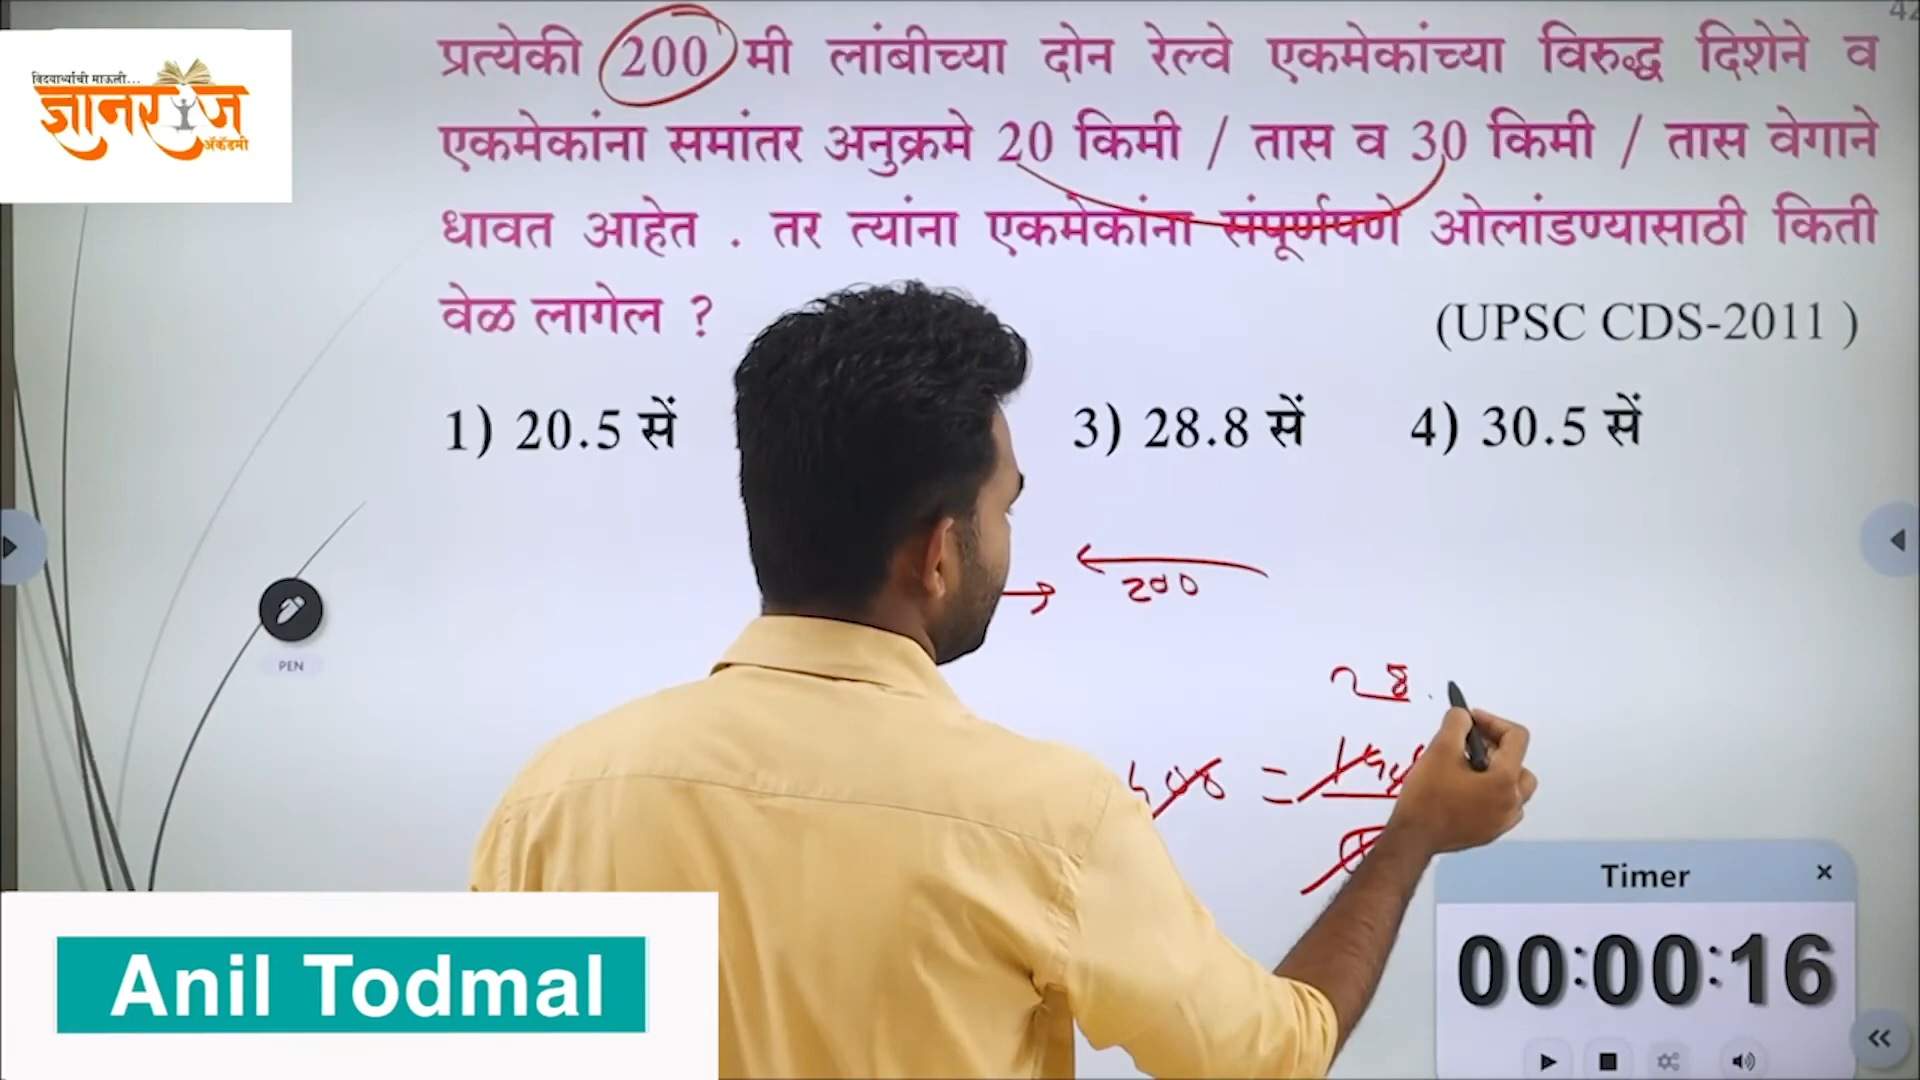 42
प्रत्येकी 200 मी लांबीच्या दोन रेल्वे एकमेकांच्या विरुद्ध दिशेने व
एकमेकांना समांतर अनुक्रमे 20 किमी / तास व 30 किमी / तास वेगाने
धावत आहेत . तर त्यांना एकमेकांना संपूर्णपणे ओलांडण्यासाठी किती
वेळ लागेल ?
(UPSC CDS-2011 )
विद्यार्थ्यांची माऊली...
ज्ञानराज
अ‍ॅकॅडमी
1) 20.5 सें 3) 28.8 सें 4) 30.5 सें
200
PEN
28.
=
Timer
00:00:16
Anil Todmal